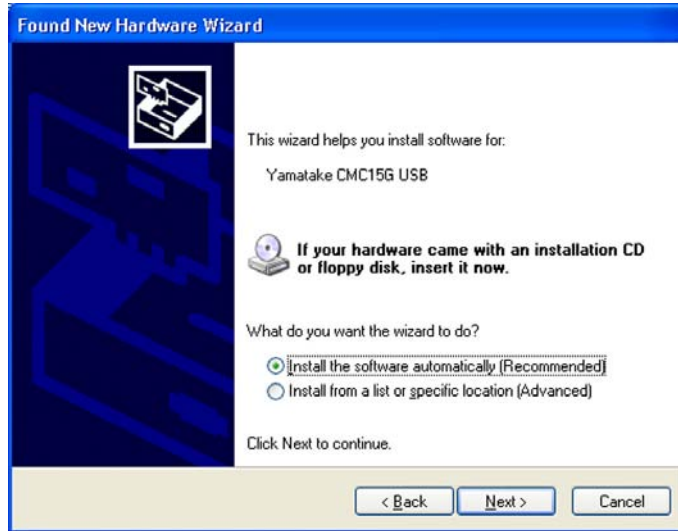 Found New Hardware Wizard
This wizard helps you install software for:
Yamatake CMC15G USB
If your hardware came with an installation CD
or floppy disk, insert it now.
What do you want the wizard to do?
Install the software automatically (Recommended)
Install from a list or specific location (Advanced)
Click Next to continue.
< Back Next > Cancel